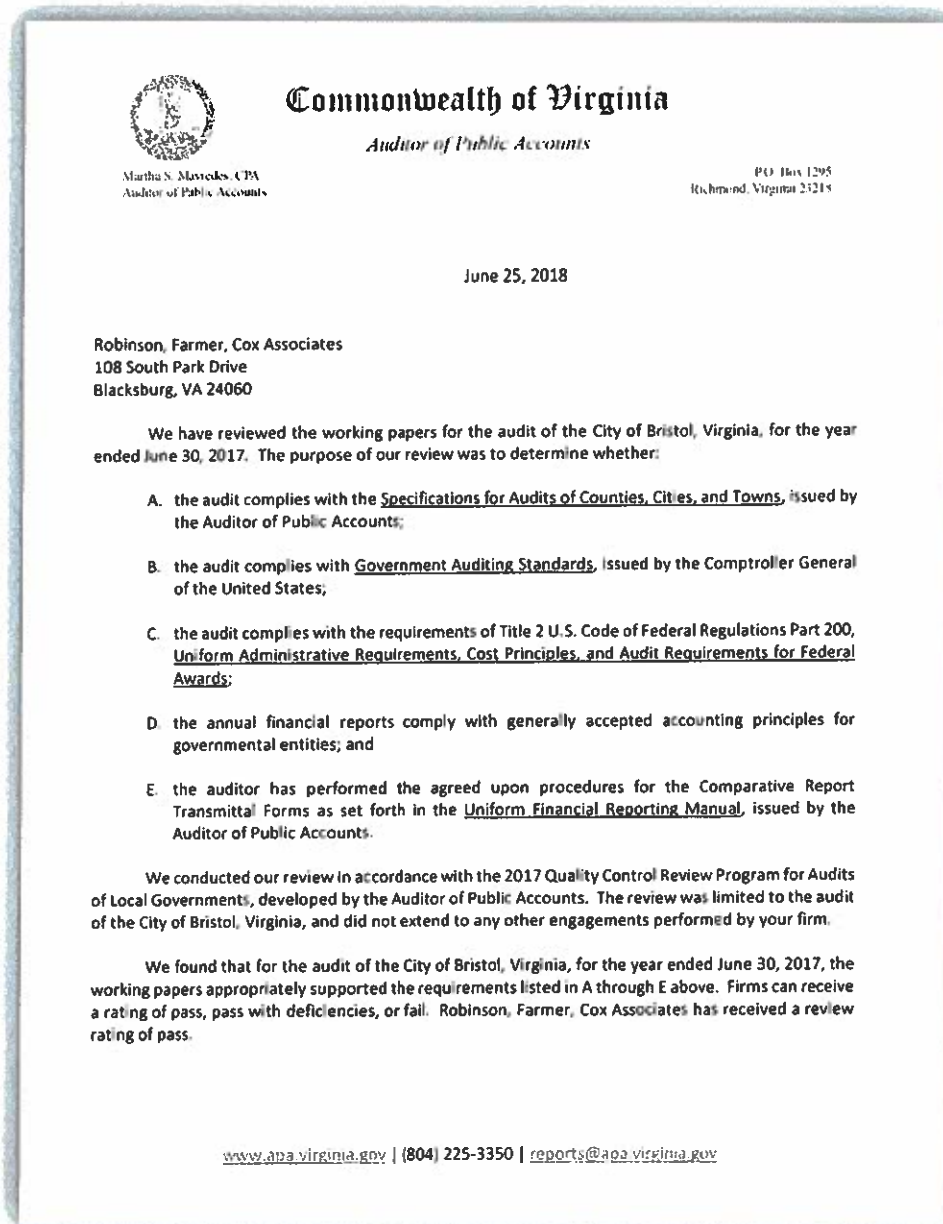 Commonwealth of Virginia
Auditor of Public Accounts
Martha S. Mavredes, CPA
Auditor of Public Accounts
P.O. Box 1295
Richmond, Virginia 23218
June 25, 2018
Robinson, Farmer, Cox Associates
108 South Park Drive
Blacksburg, VA 24060
We have reviewed the working papers for the audit of the City of Bristol, Virginia, for the year
ended June 30, 2017. The purpose of our review was to determine whether:
A. the audit complies with the Specifications for Audits of Counties, Cities, and Towns, issued by
the Auditor of Public Accounts;
B. the audit complies with Government Auditing Standards, issued by the Comptroller General
of the United States;
C. the audit complies with the requirements of Title 2 U.S. Code of Federal Regulations Part 200,
Uniform Administrative Requirements, Cost Principles, and Audit Requirements for Federal
Awards;
D. the annual financial reports comply with generally accepted accounting principles for
governmental entities; and
E. the auditor has performed the agreed upon procedures for the Comparative Report
Transmittal Forms as set forth in the Uniform Financial Reporting Manual, issued by the
Auditor of Public Accounts.
We conducted our review in accordance with the 2017 Quality Control Review Program for Audits
of Local Governments, developed by the Auditor of Public Accounts. The review was limited to the audit
of the City of Bristol, Virginia, and did not extend to any other engagements performed by your firm.
We found that for the audit of the City of Bristol, Virginia, for the year ended June 30, 2017, the
working papers appropriately supported the requirements listed in A through E above. Firms can receive
a rating of pass, pass with deficiencies, or fail. Robinson, Farmer, Cox Associates has received a review
rating of pass.
www.apa.virginia.gov | (804) 225-3350 | reports@apa.virginia.gov